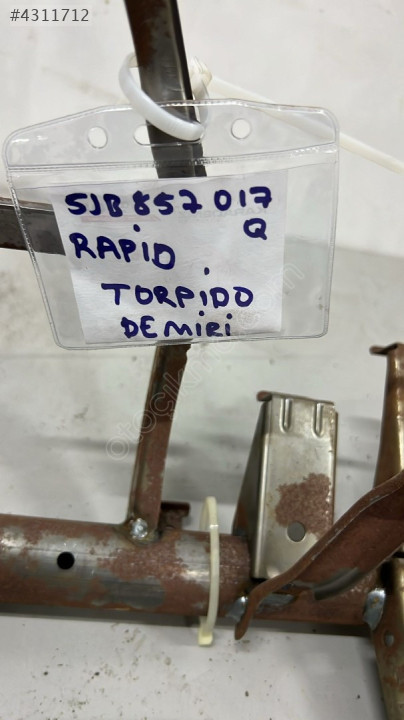 #4311712
5JB 857 017
Q
RAPID
TORPIDO
DEMiRi